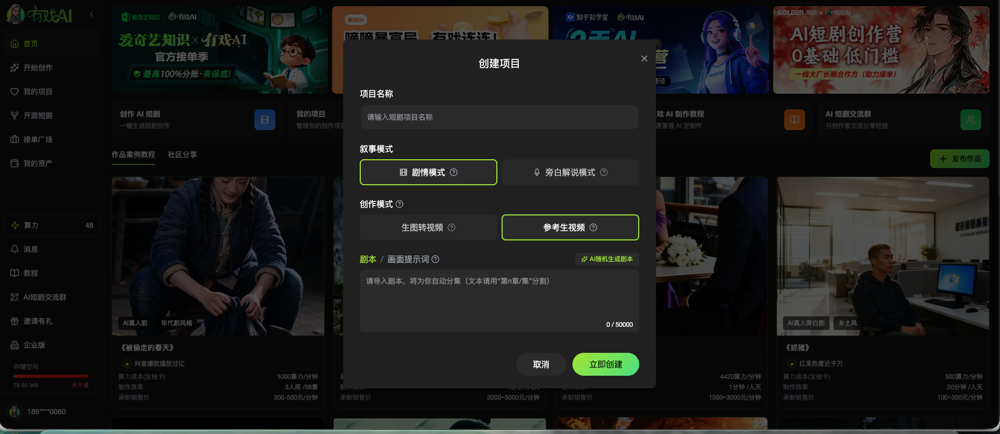 有戏AI
首页
开始创作
我的项目
开源短剧
接单广场
我的资产
算力 48
消息
教程
AI短剧交流群
邀请有礼
企业版
存储空间
78.92 MB 未开通
186****0060
爱奇艺知识 有戏AI
爱奇艺知识×有戏AI
官方接单季
最高100%分账·有保底!
有戏AI
知乎知学堂 有戏AI
营
路径
GOLDEN 高顿 × 有戏AI
AI短剧创作营
0基础 低门槛
一线大厂长期合作方(助力接单)
创作 AI 短剧
一键生成短剧创作
我的项目
管理你的创作项目
戏 AI 制作教程
速掌握 AI 定制作
AI 短剧交流群
与创作者交流分享经验
作品案例教程 社区分享
+ 发布作品
创建项目
项目名称
请输入短剧项目名称
叙事模式
剧情模式 旁白解说模式
创作模式
生图转视频 参考生视频
剧本 / 画面提示词 AI随机生成剧本
请导入剧本，将为你自动分集（文本请用“第n章/集”分割）
0 / 50000
取消 立即创建
AI真人剧 年代剧风格
《被偷走的春天》
抖音爆款播放过亿
算力成本(含抽卡) 1000算力/分钟
制作效率 3人周 /58集
承制销售价 300-500元/分钟
承制销售价 2000~5000元/分钟
4420算力/分钟
制作效率 1分钟 /人天
承制销售价 1500~3000元/分钟
AI真人旁白剧 乡土风
《抓猪》
红果热度近千万
算力成本(含抽卡) 500算力/分钟
制作效率 20分钟 /人天
承制销售价 100~300元/分钟